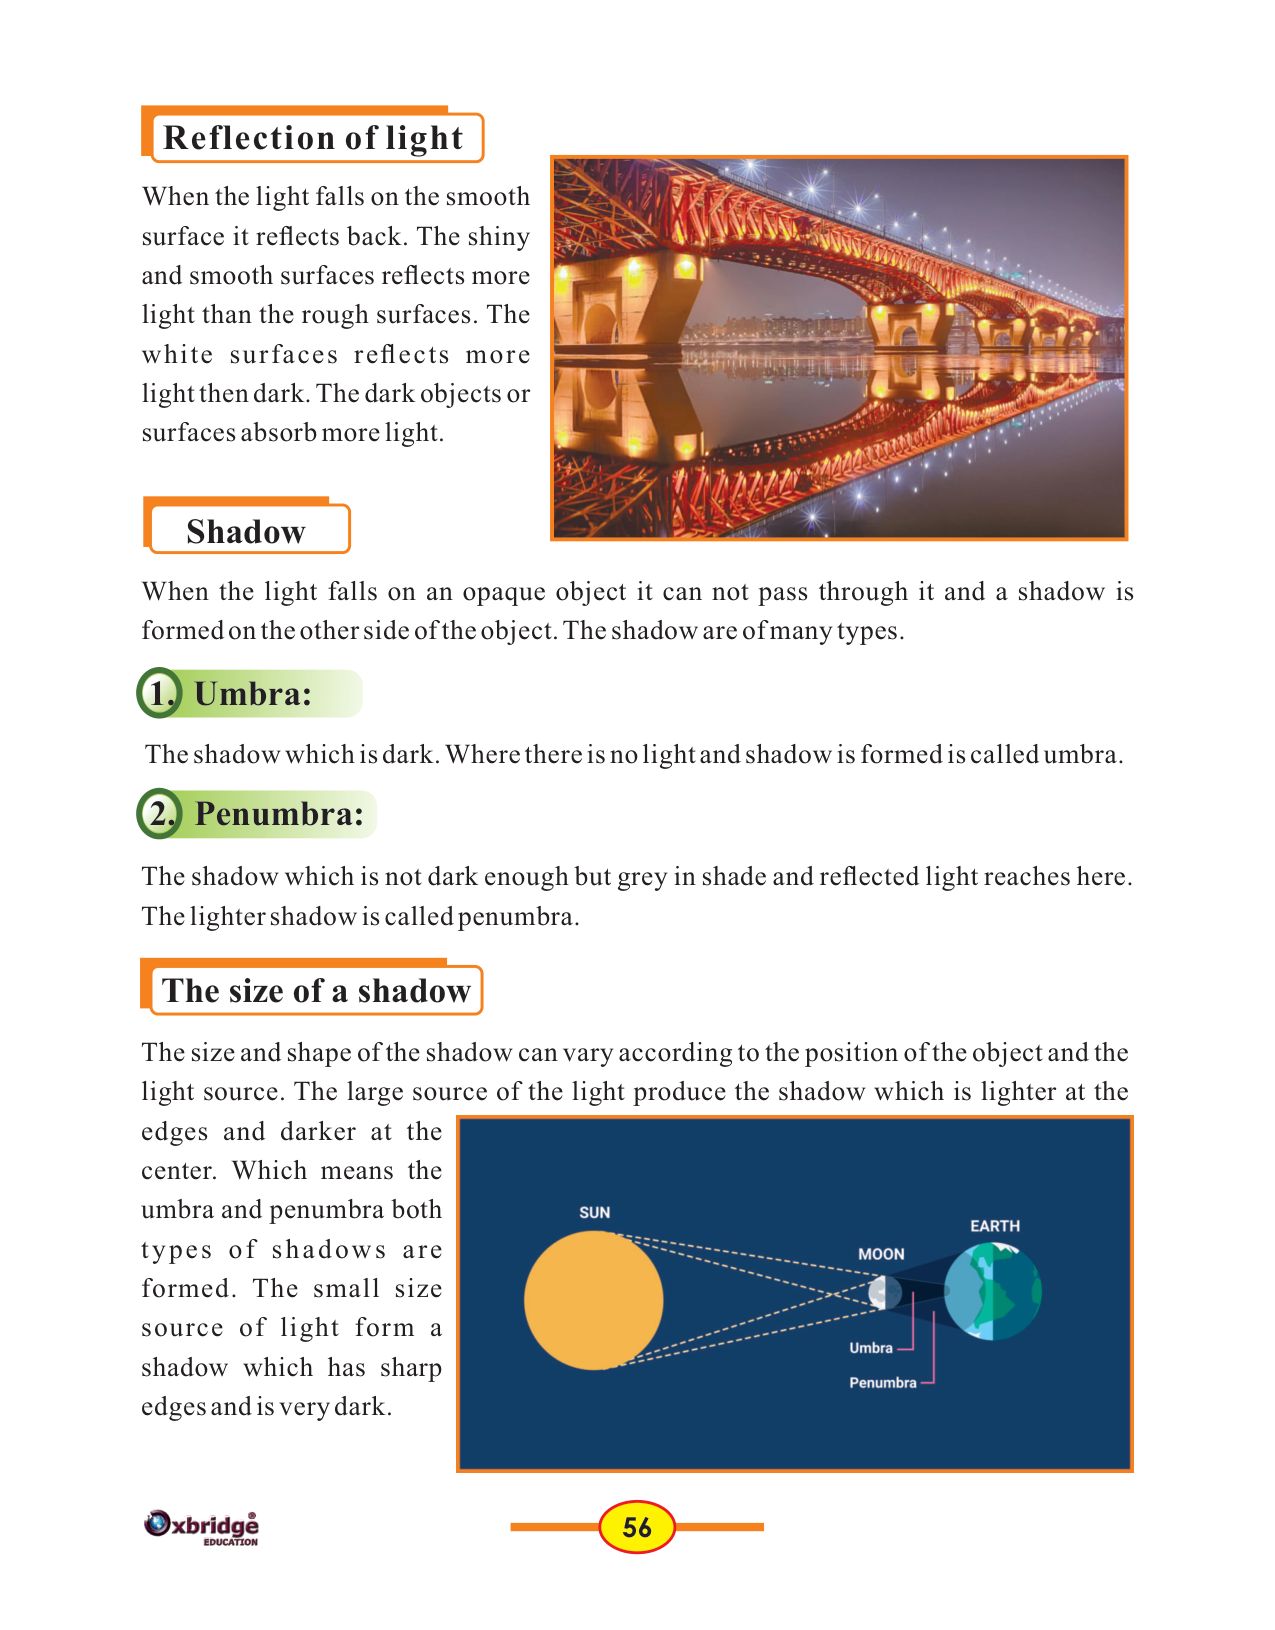 Reflection of light
When the light falls on the smooth
surface it reflects back. The shiny
and smooth surfaces reflects more
light than the rough surfaces. The
white surfaces reflects more
light then dark. The dark objects or
surfaces absorb more light.
Shadow
When the light falls on an opaque object it can not pass through it and a shadow is
formed on the other side of the object. The shadow are of many types.
1. Umbra:
The shadow which is dark. Where there is no light and shadow is formed is called umbra.
2. Penumbra:
The shadow which is not dark enough but grey in shade and reflected light reaches here.
The lighter shadow is called penumbra.
The size of a shadow
The size and shape of the shadow can vary according to the position of the object and the
light source. The large source of the light produce the shadow which is lighter at the
edges and darker at the
center. Which means the
umbra and penumbra both
types of shadows are
formed. The small size
source of light form a
shadow which has sharp
edges and is very dark.
SUN
EARTH
MOON
Umbra
Penumbra
Oxbridge®
EDUCATION
56